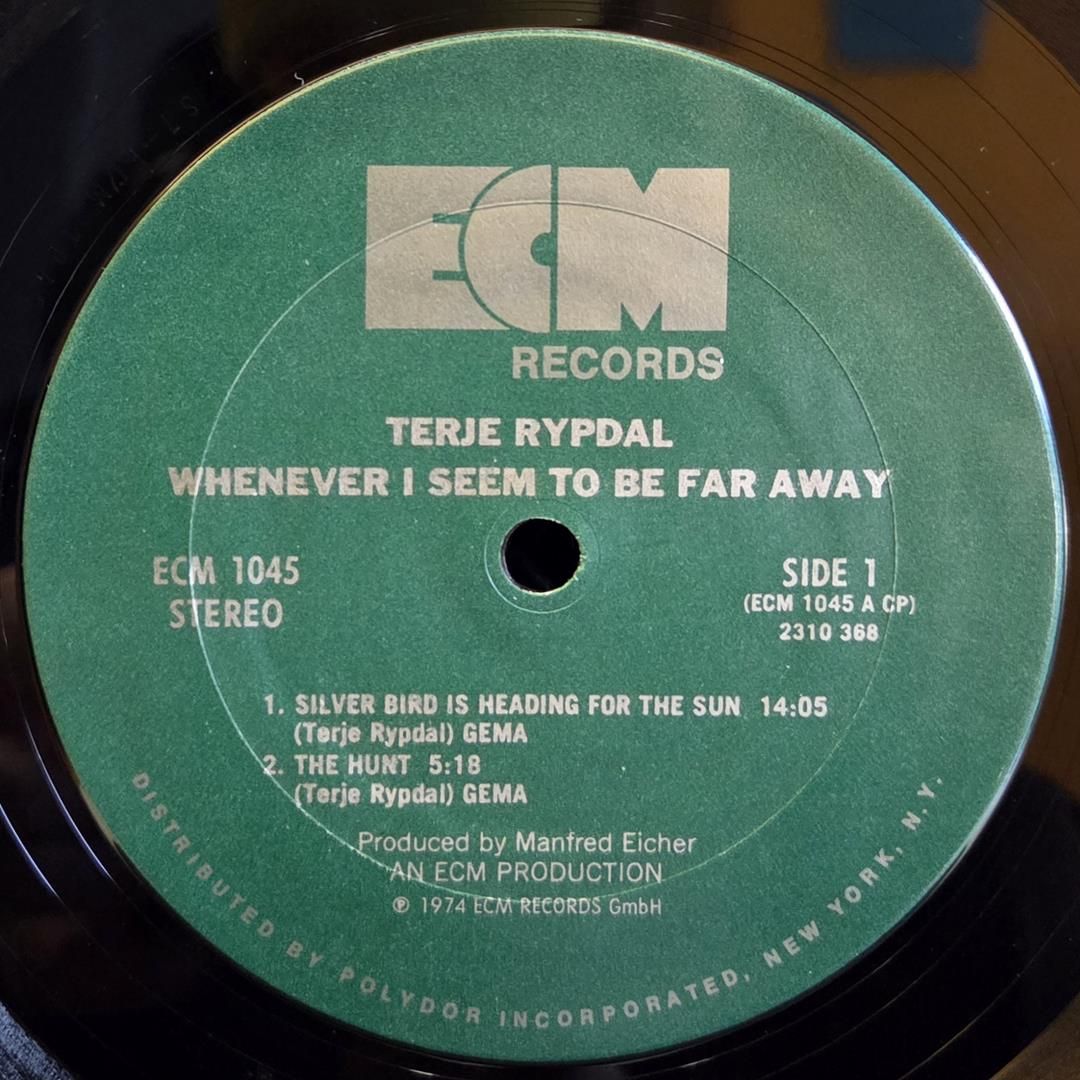 ECM
RECORDS
TERJE RYPDAL
WHENEVER I SEEM TO BE FAR AWAY
ECM 1045
STEREO
SIDE 1
(ECM 1045 A CP)
2310 368
1. SILVER BIRD IS HEADING FOR THE SUN 14:05
(Terje Rypdal) GEMA
2. THE HUNT 5:18
(Terje Rypdal) GEMA
Produced by Manfred Eicher
AN ECM PRODUCTION
℗ 1974 ECM RECORDS GmbH
DISTRIBUTED BY POLYDOR INCORPORATED, NEW YORK, N.Y.